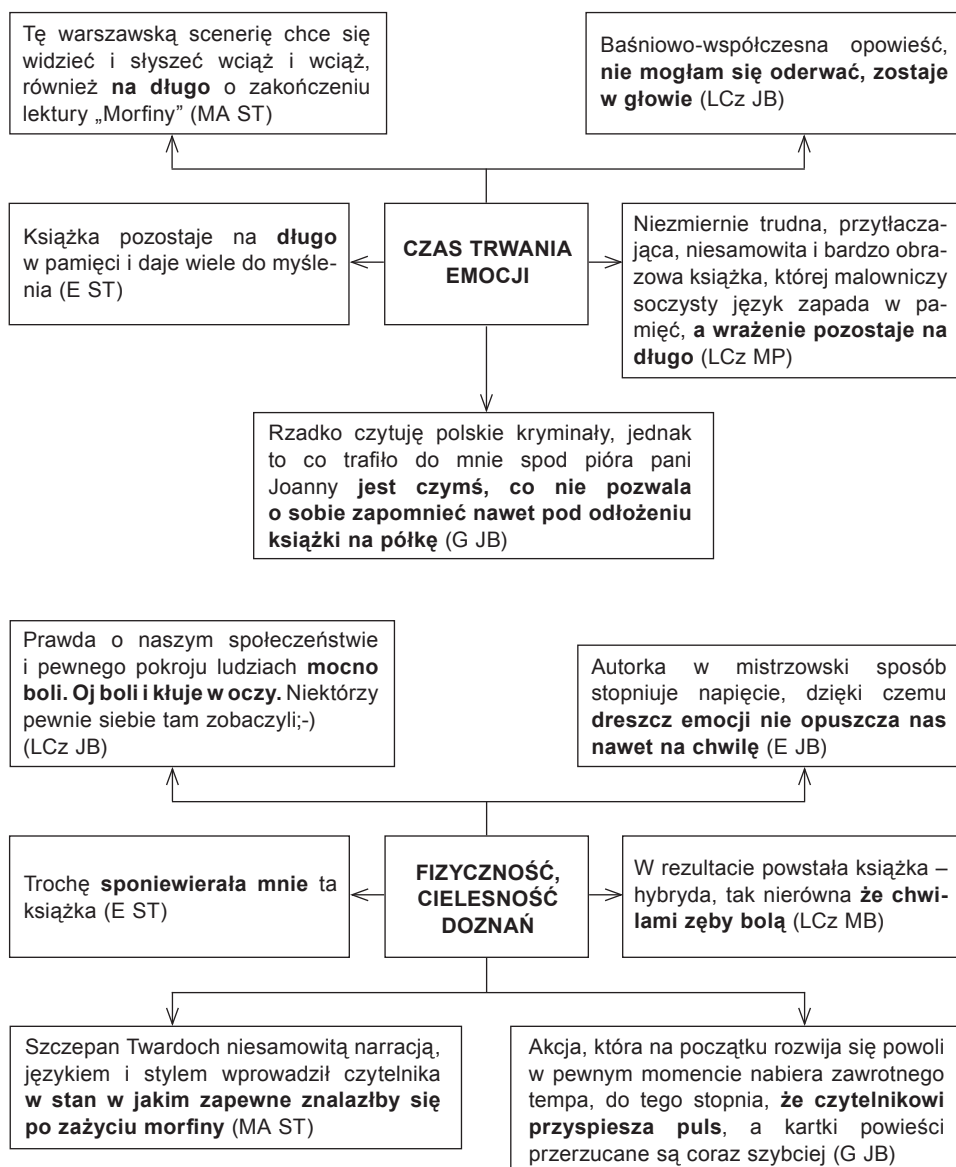 Tę warszawską scenerię chce się
widzieć i słyszeć wciąż i wciąż,
również na długo o zakończeniu
lektury „Morfiny” (MA ST)
Baśniowo-współczesna opowieść,
nie mogłam się oderwać, zostaje
w głowie (LCz JB)
Książka pozostaje na długo
w pamięci i daje wiele do myśle-
nia (E ST)
CZAS TRWANIA
EMOCJI
Niezmiernie trudna, przytłacza-
jąca, niesamowita i bardzo obra-
zowa książka, której malowniczy
soczysty język zapada w pa-
mięć, a wrażenie pozostaje na
długo (LCz MP)
Rzadko czytuję polskie kryminały, jednak
to co trafiło do mnie spod pióra pani
Joanny jest czymś, co nie pozwala
o sobie zapomnieć nawet pod odłożeniu
książki na półkę (G JB)
Prawda o naszym społeczeństwie
i pewnego pokroju ludziach mocno
boli. Oj boli i kłuje w oczy. Niektórzy
pewnie siebie tam zobaczyli;-)
(LCz JB)
Autorka w mistrzowski sposób
stopniuje napięcie, dzięki czemu
dreszcz emocji nie opuszcza nas
nawet na chwilę (E JB)
Trochę sponiewierała mnie ta
książka (E ST)
FIZYCZNOŚĆ,
CIELESNOŚĆ
DOZNAŃ
W rezultacie powstała książka –
hybryda, tak nierówna że chwi-
lami zęby bolą (LCz MB)
Szczepan Twardoch niesamowitą narracją,
językiem i stylem wprowadził czytelnika
w stan w jakim zapewne znalazłby się
po zażyciu morfiny (MA ST)
Akcja, która na początku rozwija się powoli
w pewnym momencie nabiera zawrotnego
tempa, do tego stopnia, że czytelnikowi
przyspiesza puls, a kartki powieści
przerzucane są coraz szybciej (G JB)